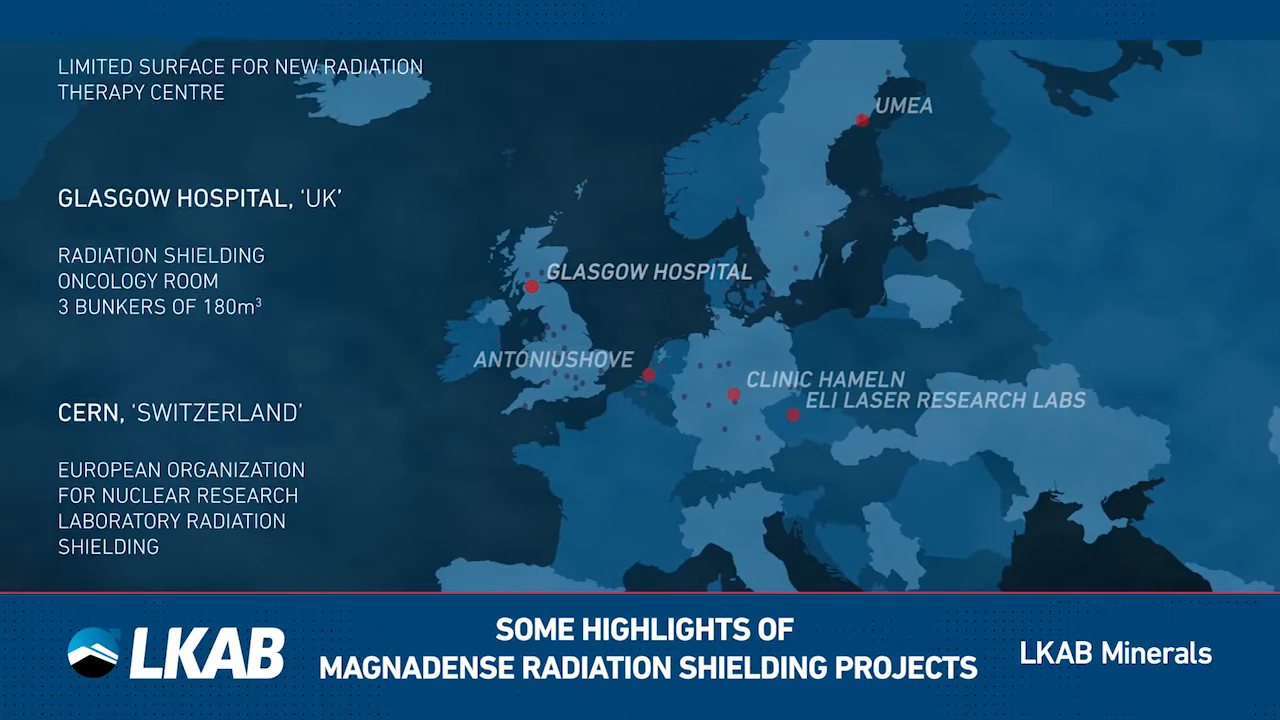 LIMITED SURFACE FOR NEW RADIATION
THERAPY CENTRE
GLASGOW HOSPITAL, ‘UK’
RADIATION SHIELDING
ONCOLOGY ROOM
3 BUNKERS OF 180m³
CERN, ‘SWITZERLAND’
EUROPEAN ORGANIZATION
FOR NUCLEAR RESEARCH
LABORATORY RADIATION
SHIELDING
UMEA
GLASGOW HOSPITAL
ANTONIUSHOVE
CLINIC HAMELN
ELI LASER RESEARCH LABS
LKAB
SOME HIGHLIGHTS OF
MAGNADENSE RADIATION SHIELDING PROJECTS
LKAB Minerals